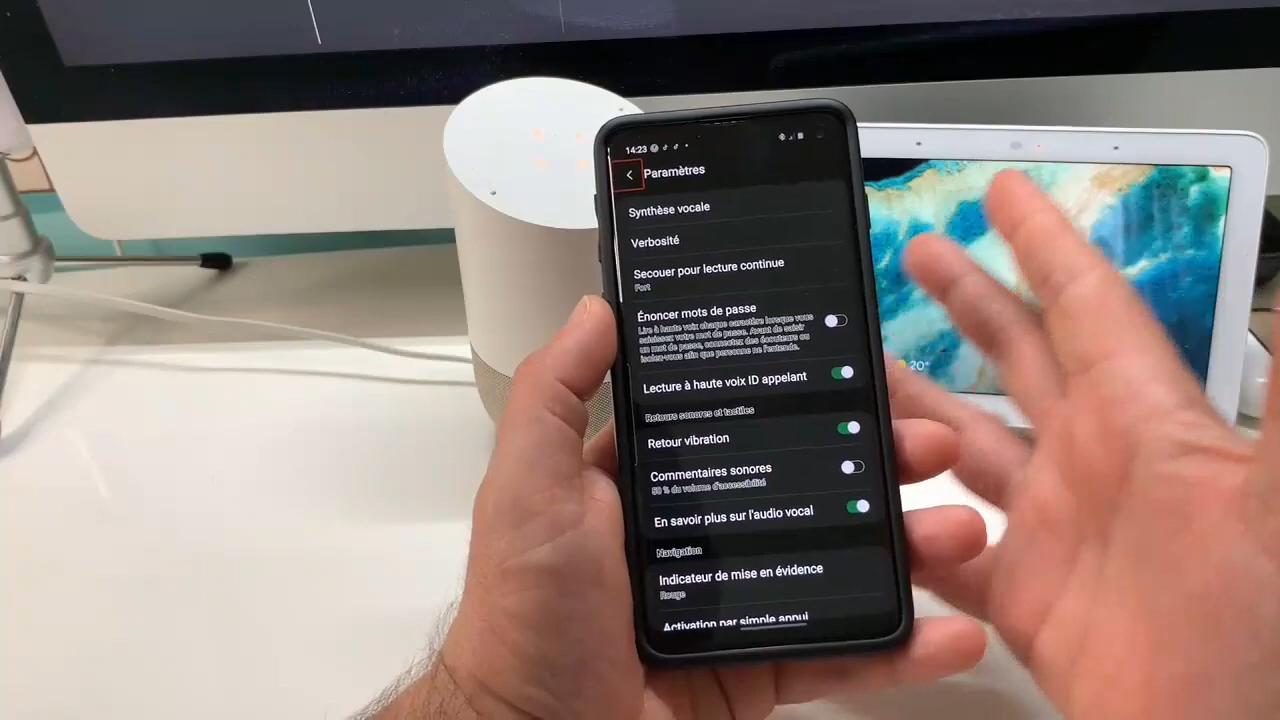 14:23
Paramètres
Synthèse vocale
Verbosité
Secouer pour lecture continue
Fort
Énoncer mots de passe
Lire à haute voix chaque caractère lorsque vous
saisissez votre mot de passe. Avant de saisir
un mot de passe, connectez des écouteurs ou
isolez-vous afin que personne ne l'entende.
Lecture à haute voix ID appelant
Retours sonores et tactiles
Retour vibration
Commentaires sonores
50 % du volume d'accessibilité
En savoir plus sur l'audio vocal
Navigation
Indicateur de mise en évidence
Rouge
Activation par simple appui
20°